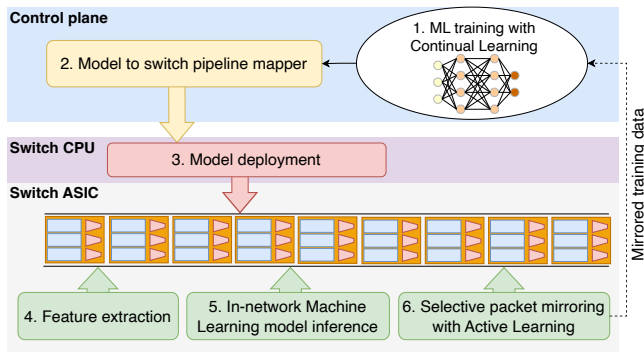 Control plane
1. ML training with
Continual Learning
2. Model to switch pipeline mapper
Switch CPU
3. Model deployment
Switch ASIC
4. Feature extraction
5. In-network Machine
Learning model inference
6. Selective packet mirroring
with Active Learning
Mirrored training data